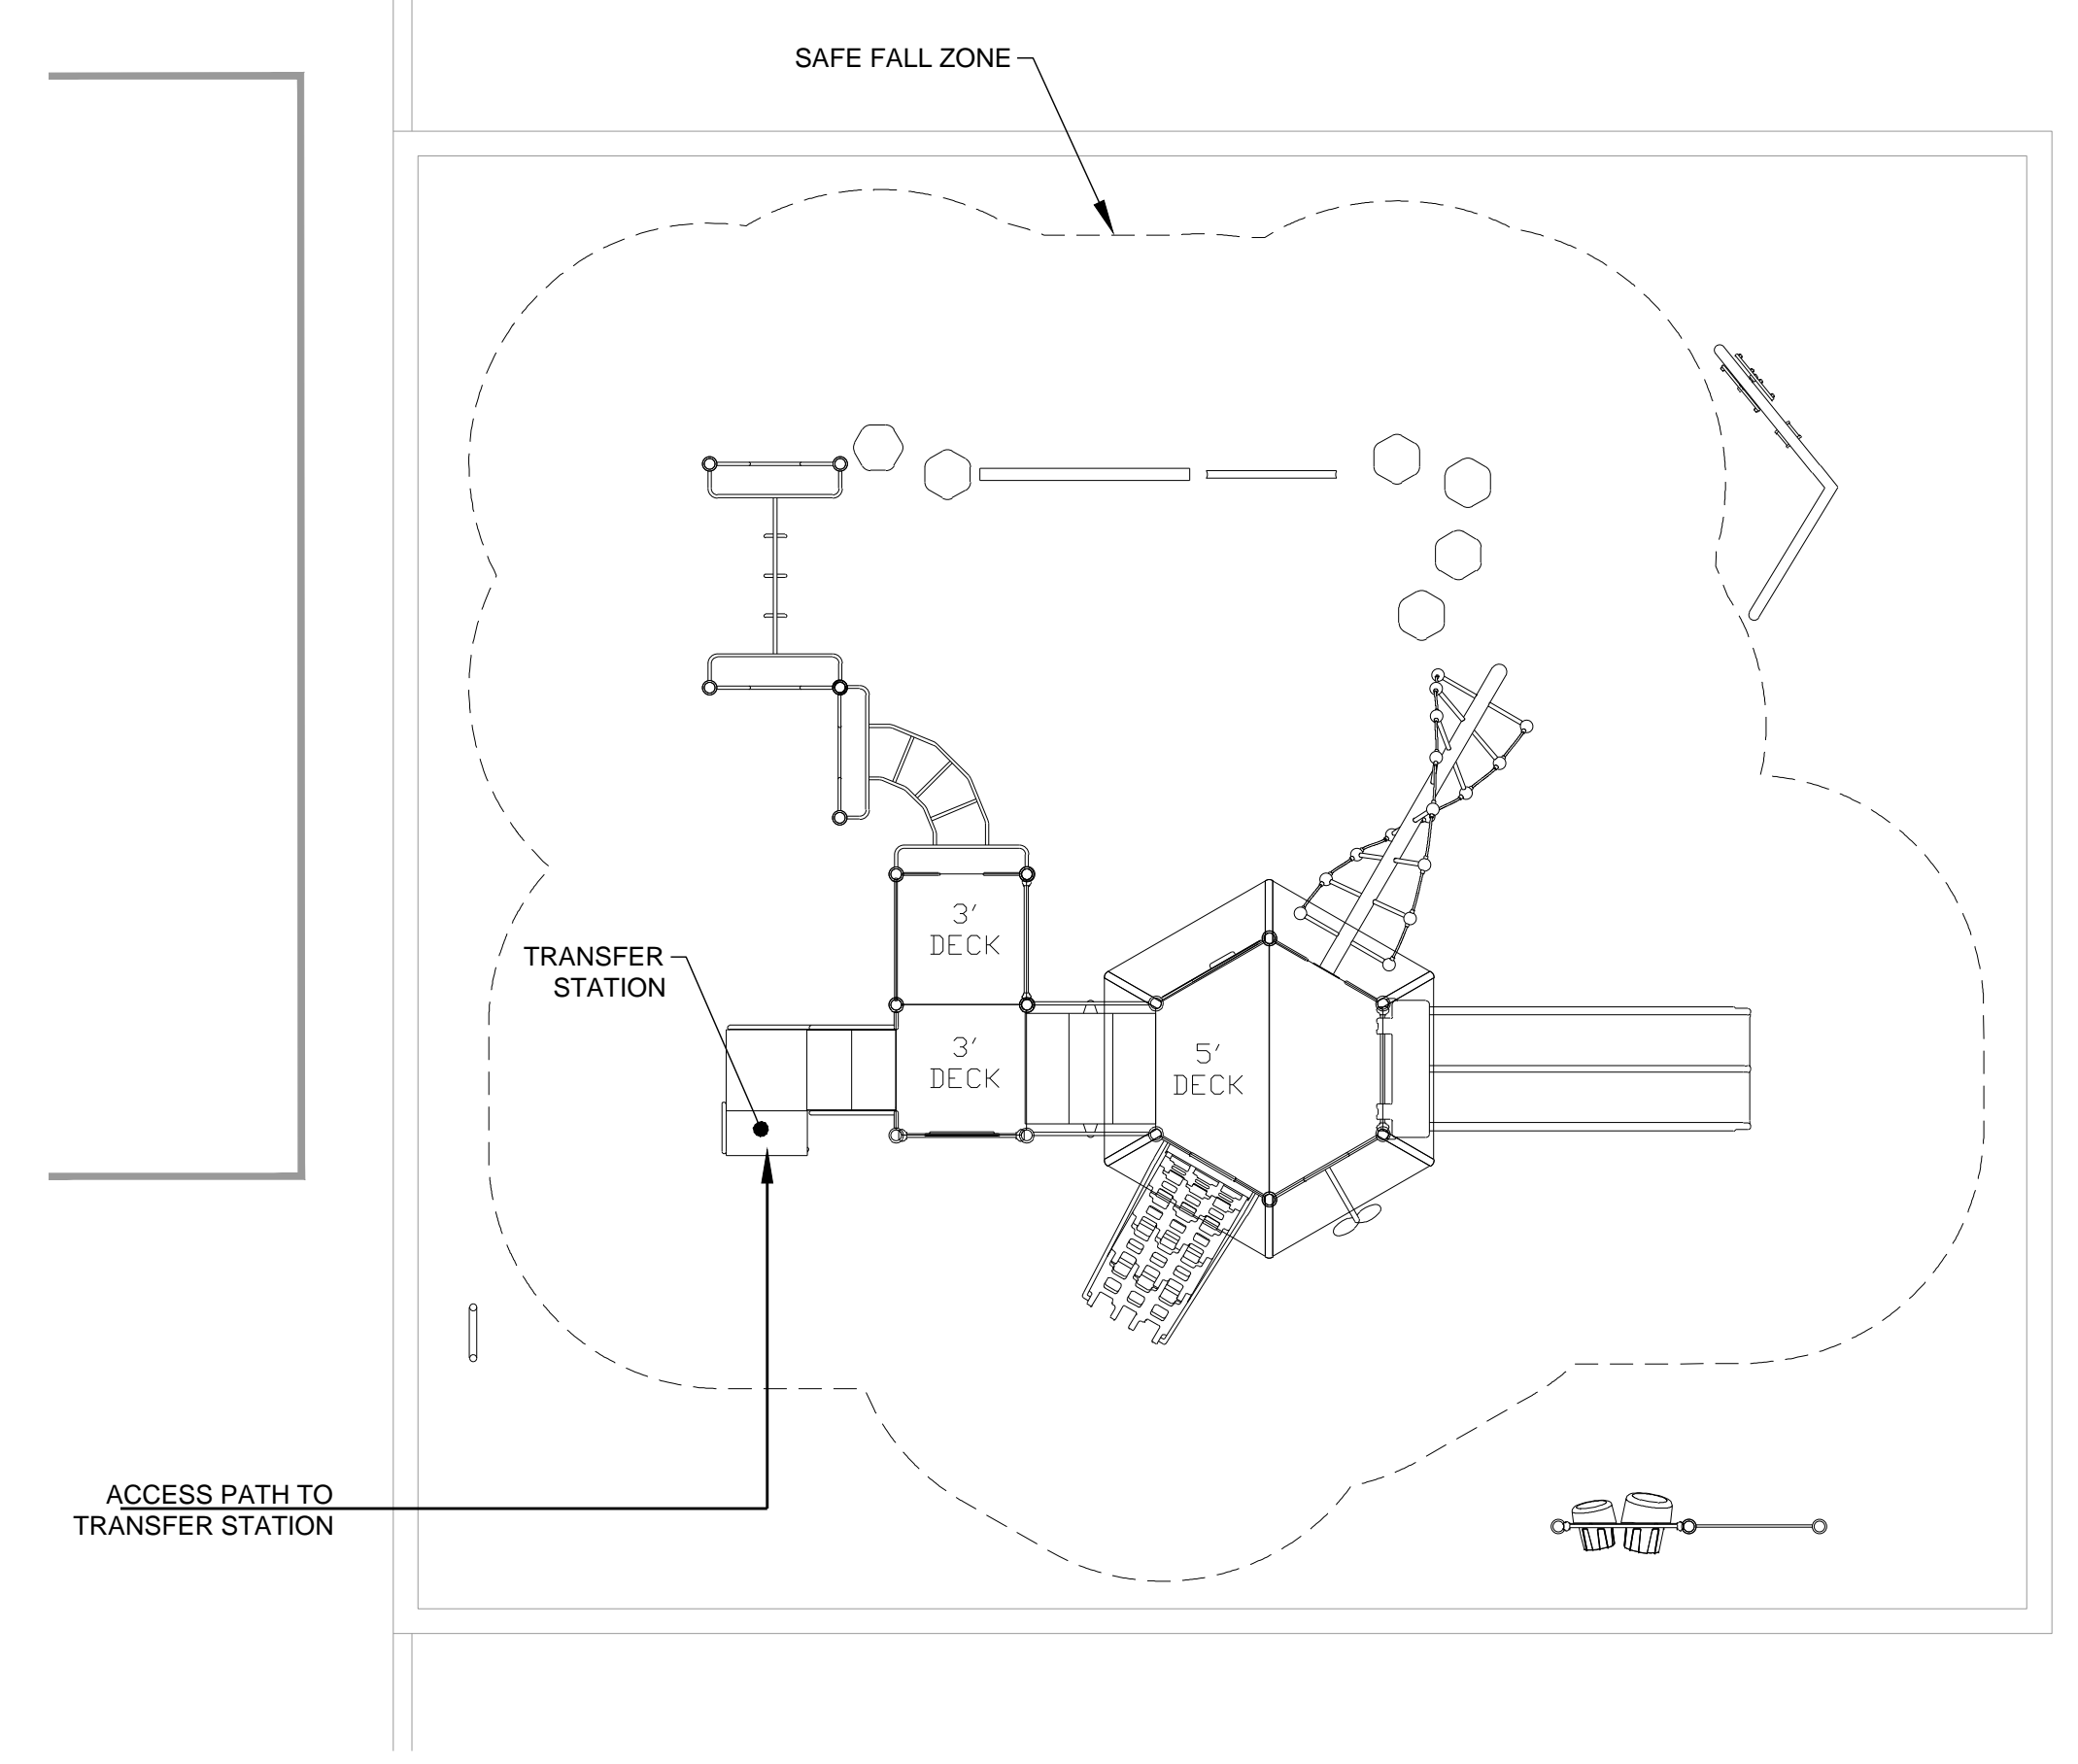 SAFE FALL ZONE
3′
DECK
TRANSFER
STATION
3′
DECK
5′
DECK
ACCESS PATH TO
TRANSFER STATION